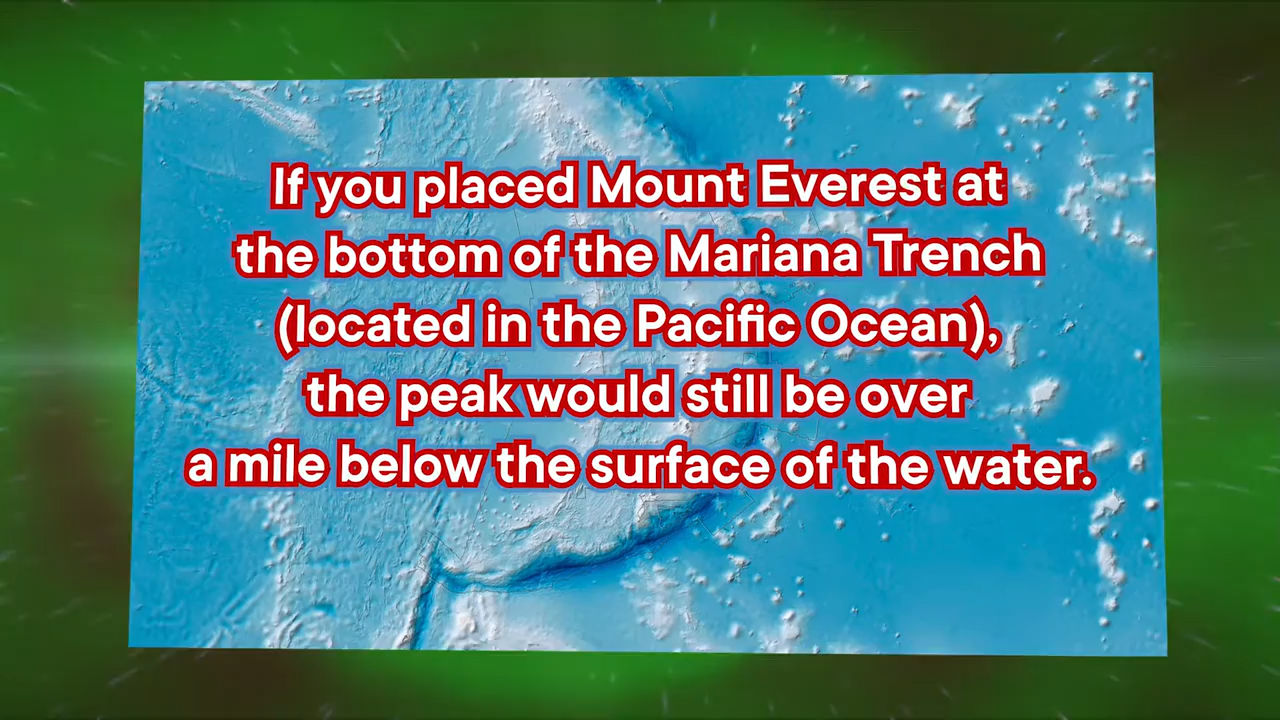 If you placed Mount Everest at
the bottom of the Mariana Trench
(located in the Pacific Ocean),
the peak would still be over
a mile below the surface of the water.